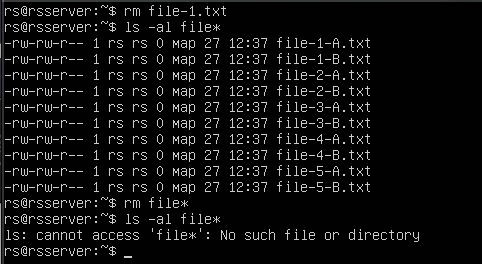 rs@rsserver:~$ rm file-1.txt
rs@rsserver:~$ ls -al file*
-rw-rw-r-- 1 rs rs 0 мар 27 12:37 file-1-A.txt
-rw-rw-r-- 1 rs rs 0 мар 27 12:37 file-1-B.txt
-rw-rw-r-- 1 rs rs 0 мар 27 12:37 file-2-A.txt
-rw-rw-r-- 1 rs rs 0 мар 27 12:37 file-2-B.txt
-rw-rw-r-- 1 rs rs 0 мар 27 12:37 file-3-A.txt
-rw-rw-r-- 1 rs rs 0 мар 27 12:37 file-3-B.txt
-rw-rw-r-- 1 rs rs 0 мар 27 12:37 file-4-A.txt
-rw-rw-r-- 1 rs rs 0 мар 27 12:37 file-4-B.txt
-rw-rw-r-- 1 rs rs 0 мар 27 12:37 file-5-A.txt
-rw-rw-r-- 1 rs rs 0 мар 27 12:37 file-5-B.txt
rs@rsserver:~$ rm file*
rs@rsserver:~$ ls -al file*
ls: cannot access 'file*': No such file or directory
rs@rsserver:~$ _